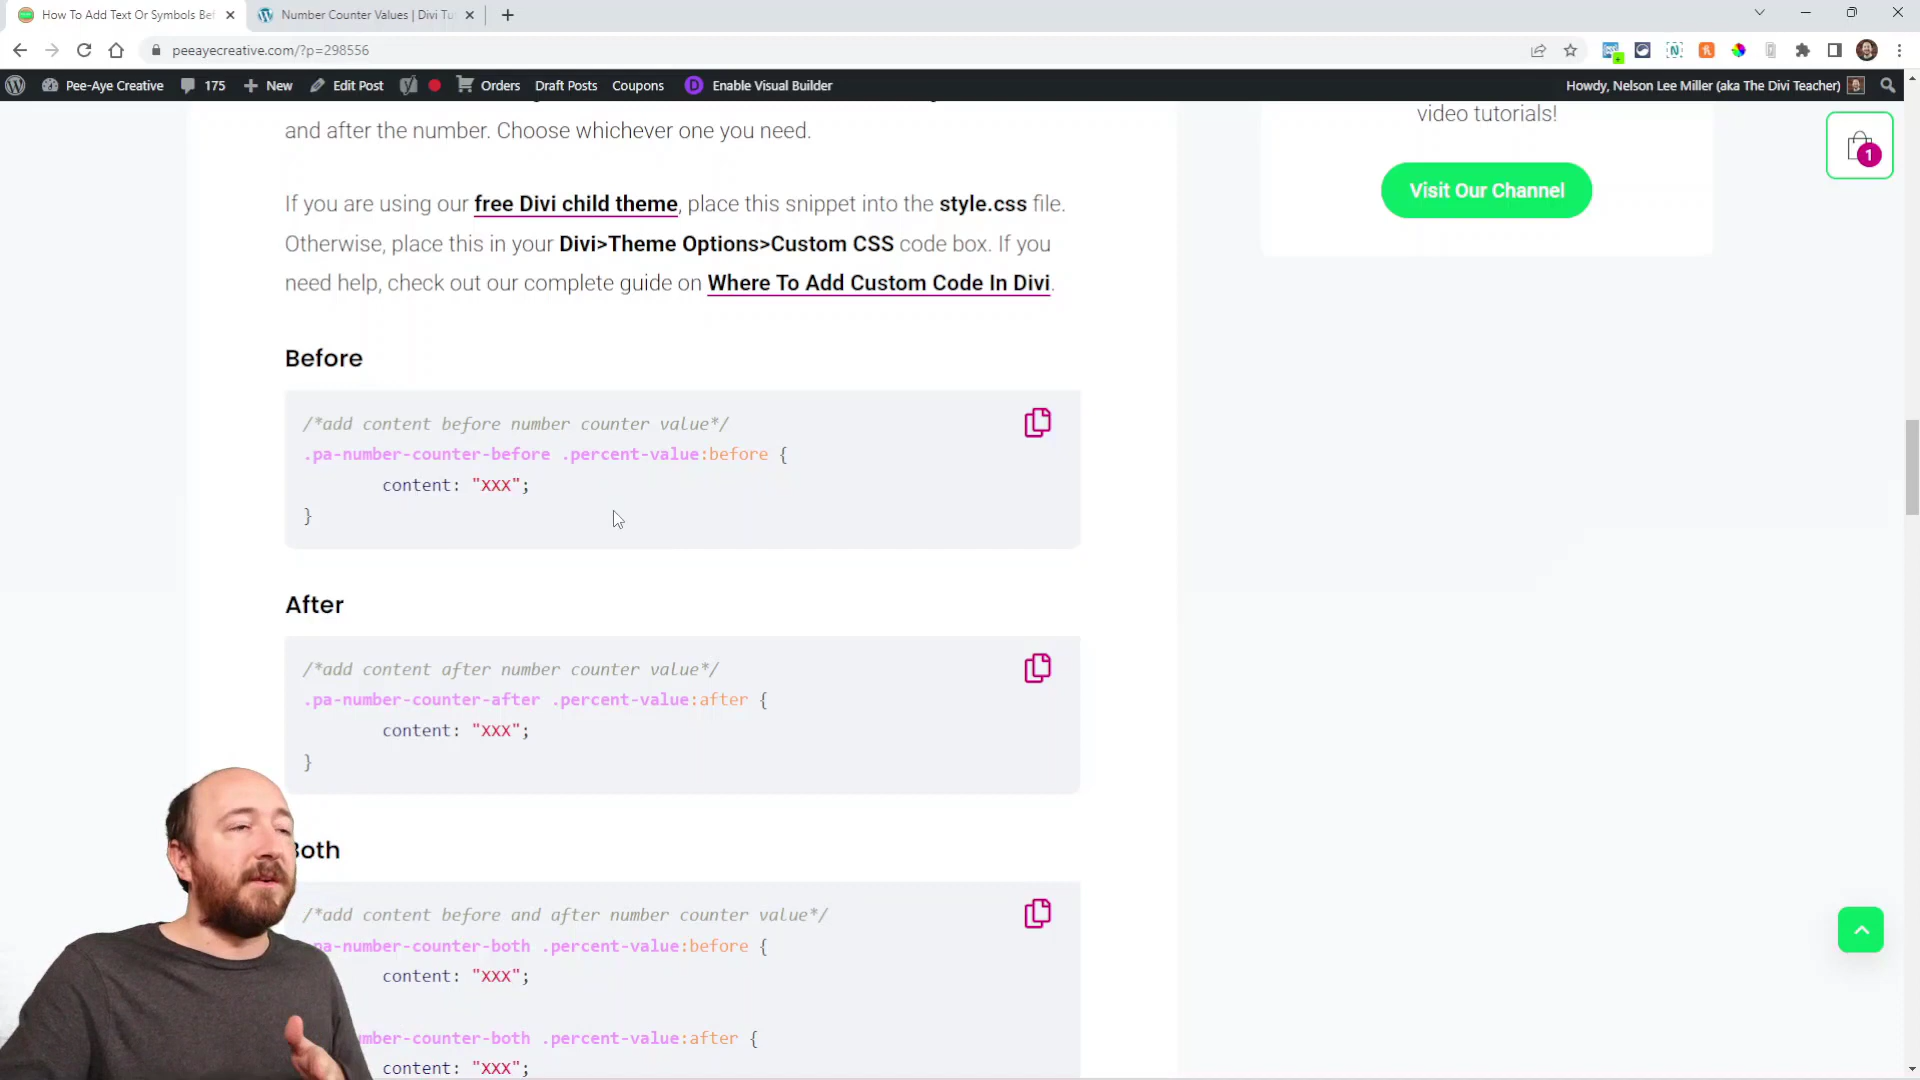 How To Add Text Or Symbols Bef
Number Counter Values | Divi Tu
peeayecreative.com/?p=298556
Pee-Aye Creative
175
New
Edit Post
Orders
Draft Posts
Coupons
D
Enable Visual Builder
Howdy, Nelson Lee Miller (aka The Divi Teacher)
and after the number. Choose whichever one you need.
If you are using our free Divi child theme, place this snippet into the style.css file.
Otherwise, place this in your Divi>Theme Options>Custom CSS code box. If you
need help, check out our complete guide on Where To Add Custom Code In Divi.
Before
/*add content before number counter value*/
.pa-number-counter-before .percent-value:before {
content: "XXX";
}
After
/*add content after number counter value*/
.pa-number-counter-after .percent-value:after {
content: "XXX";
}
Both
/*add content before and after number counter value*/
pa-number-counter-both .percent-value:before {
content: "XXX";
mber-counter-both .percent-value:after {
content: "XXX";
video tutorials!
Visit Our Channel
1